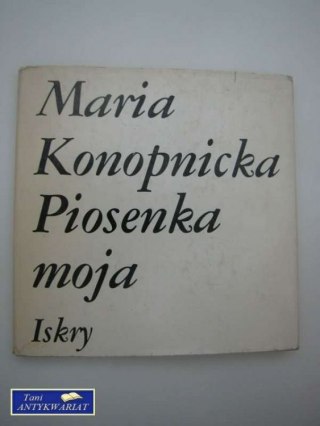 Maria
Konopnicka
Piosenka
moja
Iskry
Tani
ANTYKWARIAT